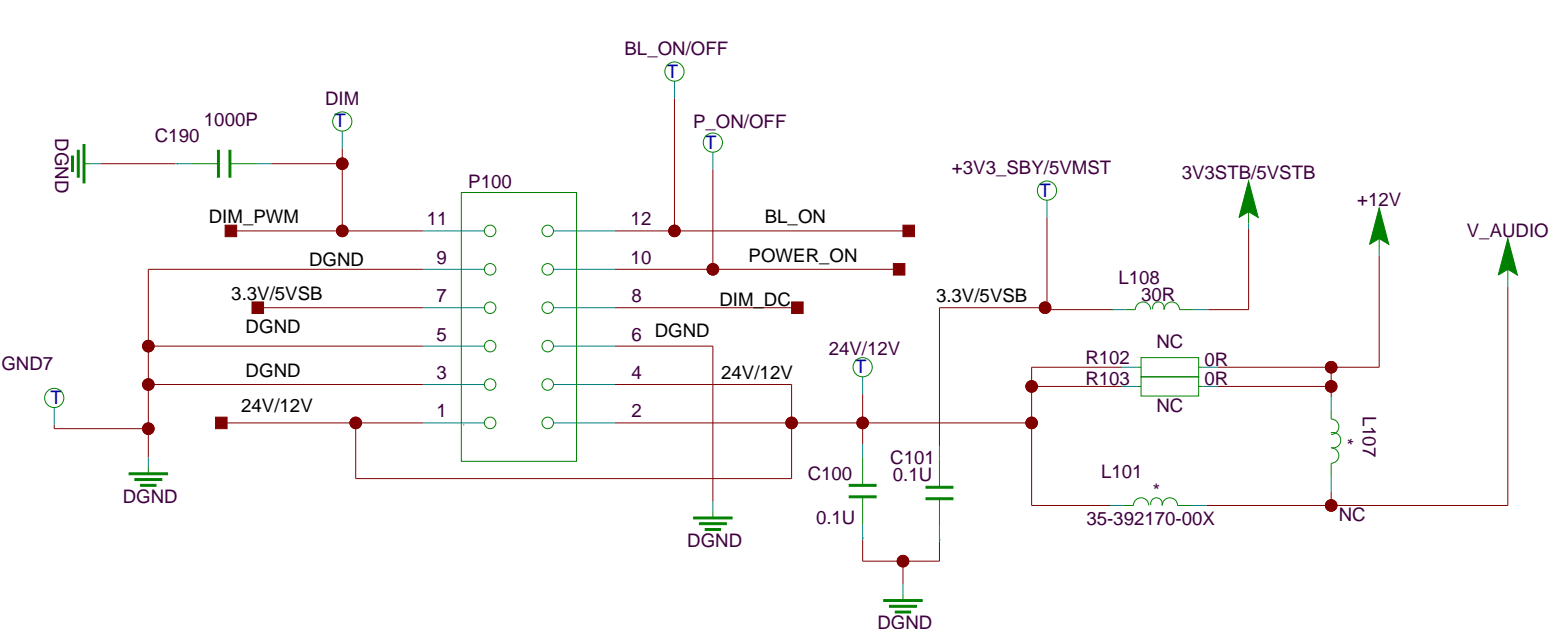 BL_ON/OFF
T
DIM
T
1000P
C190
DGND
P_ON/OFF
T
P100
+3V3_SBY/5VMST
T
3V3STB/5VSTB
+12V
V_AUDIO
DIM_PWM
11
12
BL_ON
DGND
9
10
POWER_ON
3.3V/5VSB
7
8
DIM_DC
3.3V/5VSB
L108
30R
DGND
5
6
DGND
GND7
T
DGND
3
4
24V/12V
24V/12V
T
NC
R102
0R
R103
0R
NC
24V/12V
1
2
L107
*
C100
0.1U
C101
0.1U
L101
*
35-392170-00X
NC
DGND
DGND
DGND